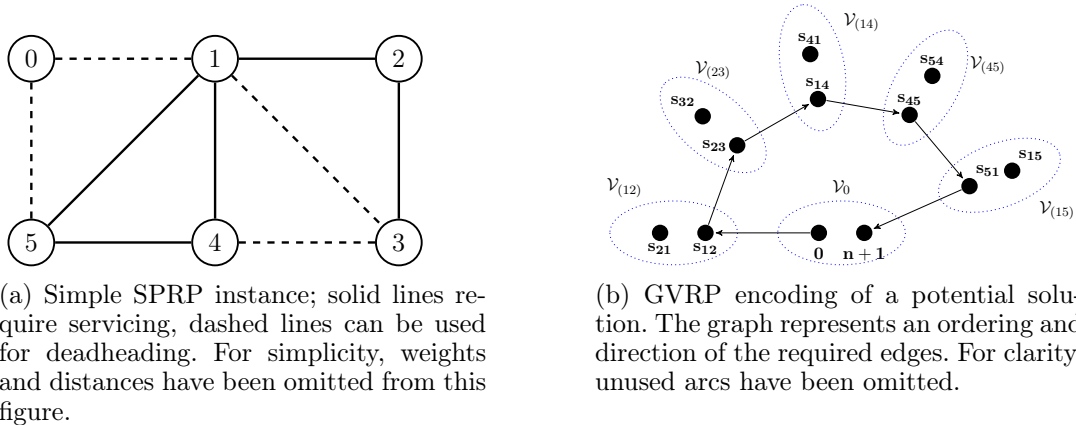 0
1
2
5
4
3
(a) Simple SPRP instance; solid lines re-
quire servicing, dashed lines can be used
for deadheading. For simplicity, weights
and distances have been omitted from this
figure.
V(14)
s41
s14
V(45)
s54
s45
V(23)
s32
s23
s15
s51
V(15)
V(12)
s21
s12
V0
0
n + 1
(b) GVRP encoding of a potential solu-
tion. The graph represents an ordering and
direction of the required edges. For clarity
unused arcs have been omitted.